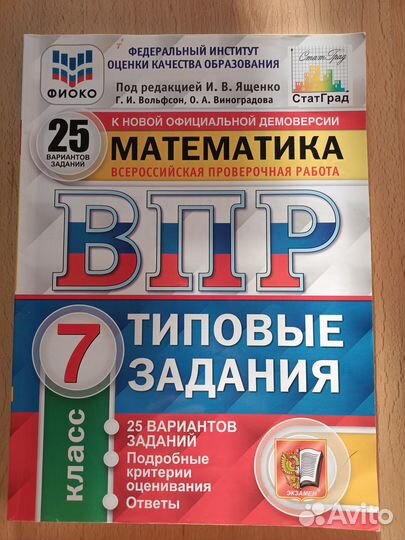 ФЕДЕРАЛЬНЫЙ ИНСТИТУТ
ОЦЕНКИ КАЧЕСТВА ОБРАЗОВАНИЯ
ФИОКО
Под редакцией И. В. Ященко
Г. И. Вольфсон, О. А. Виноградова
СтатГрад
СтатГрад
К НОВОЙ ОФИЦИАЛЬНОЙ ДЕМОВЕРСИИ
25
ВАРИАНТОВ
ЗАДАНИЙ
МАТЕМАТИКА
ВСЕРОССИЙСКАЯ ПРОВЕРОЧНАЯ РАБОТА
ВПР
7
класс
ТИПОВЫЕ
ЗАДАНИЯ
25 ВАРИАНТОВ
ЗАДАНИЙ
Подробные
критерии
оценивания
Ответы
ЭКЗАМЕН
Avito